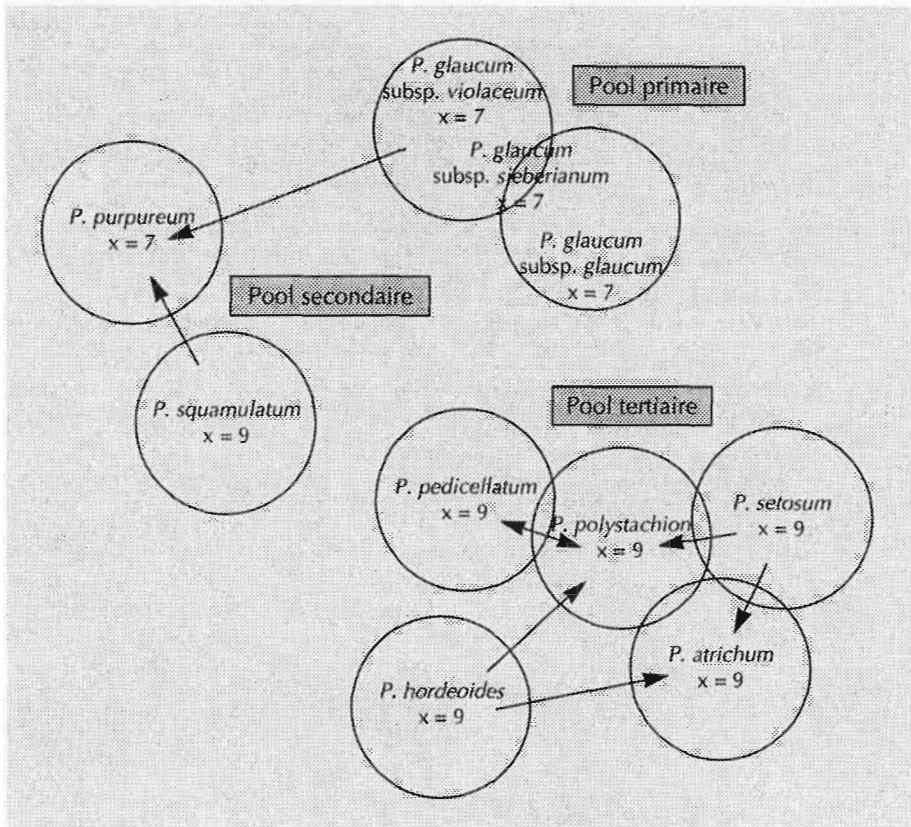 P. glaucum
subsp. violaceum
x = 7
Pool primaire
P. glaucum
subsp. sieberianum
x = 7
P. purpureum
x = 7
P. glaucum
subsp. glaucum
x = 7
Pool secondaire
P. squamulatum
x = 9
Pool tertiaire
P. pedicellatum
x = 9
P. polystachion
x = 9
P. setosum
x = 9
P. atrichum
x = 9
P. hordeoides
x = 9